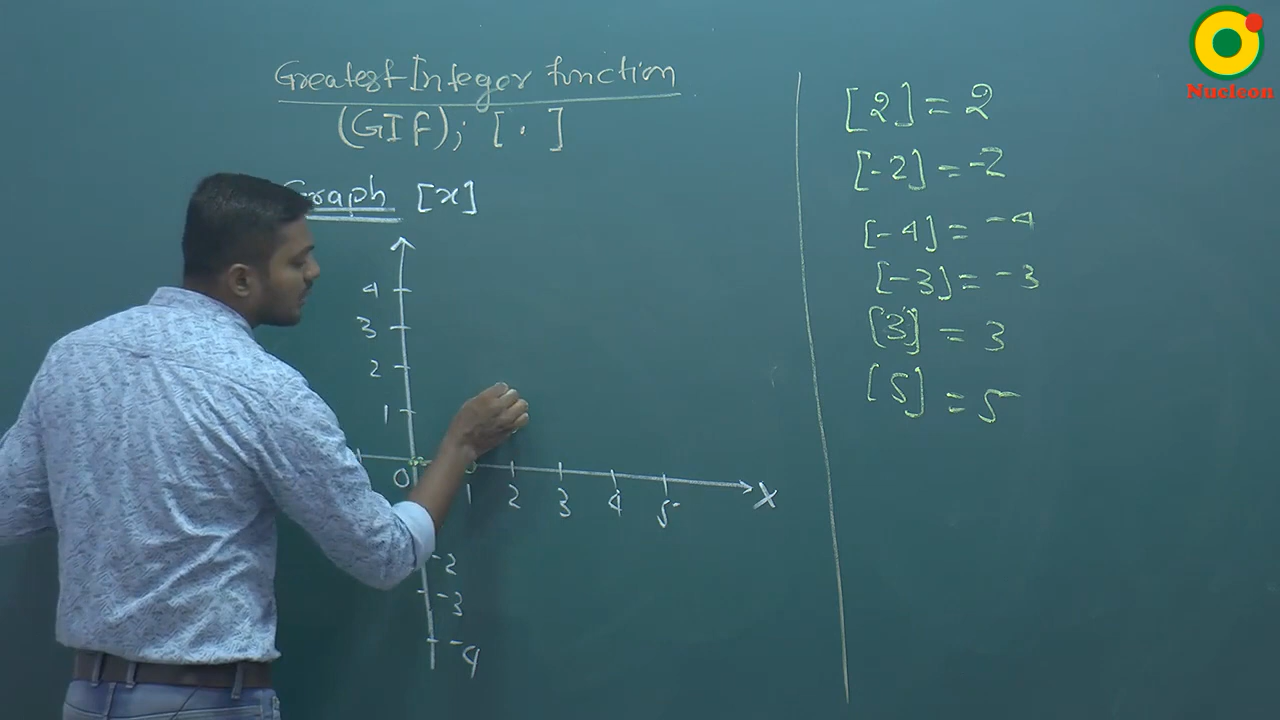 Greatest Integer function
(GIF); [ . ]
Graph [x]
4
3
2
1
0 1 2 3 4 5 X
-2
-3
-4
[2] = 2
[-2] = -2
[-4] = -4
[-3] = -3
[3] = 3
[5] = 5
Nucleon